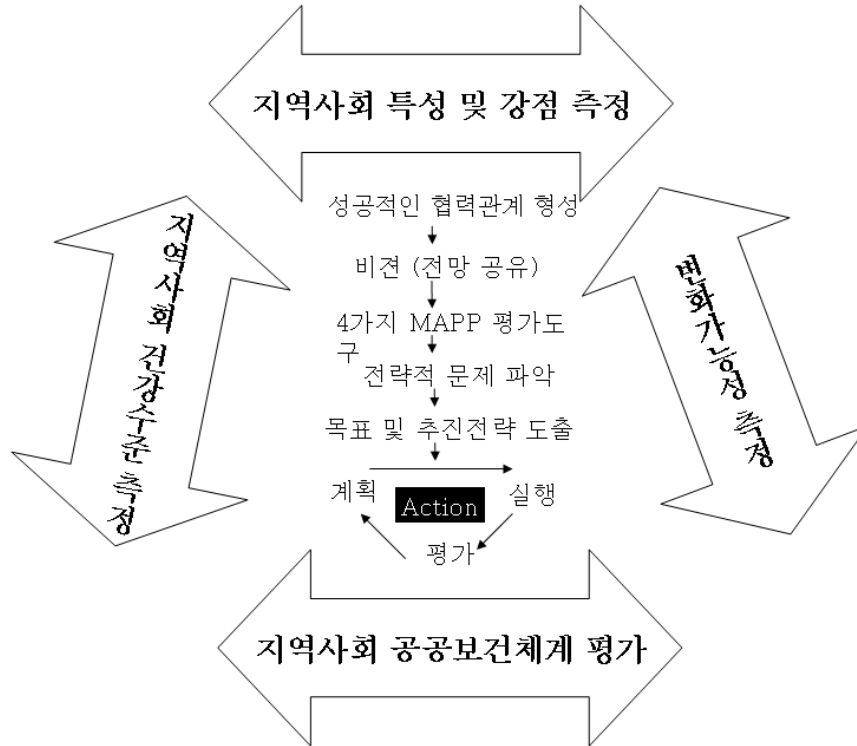 지역사회 특성 및 강점 측정
지역사회 건강수준 측정
성공적인 협력관계 형성
비견 (전망 공유)
4가지 MAPP 평가도
구
전략적 문제 파악
목표 및 추진전략 도출
계획
Action
실행
평가
변화가능성 측정
지역사회 공공보건체계 평가